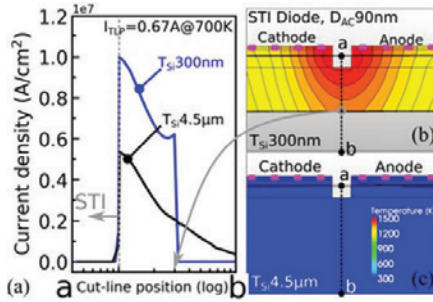 1e7
1.2
1.0
0.8
0.6
0.4
0.2
0.0
Current density (A/cm²)
I_TLP=0.67A@700K
T_Si300nm
T_Si4.5μm
STI
(a)
a
Cut-line position (log)
b
STI Diode, D_AC90nm
Cathode
Anode
a
(b)
T_Si300nm
b
Cathode
Anode
a
Temperature (K)
1500
1200
900
600
300
T_Si4.5μm
b
(c)